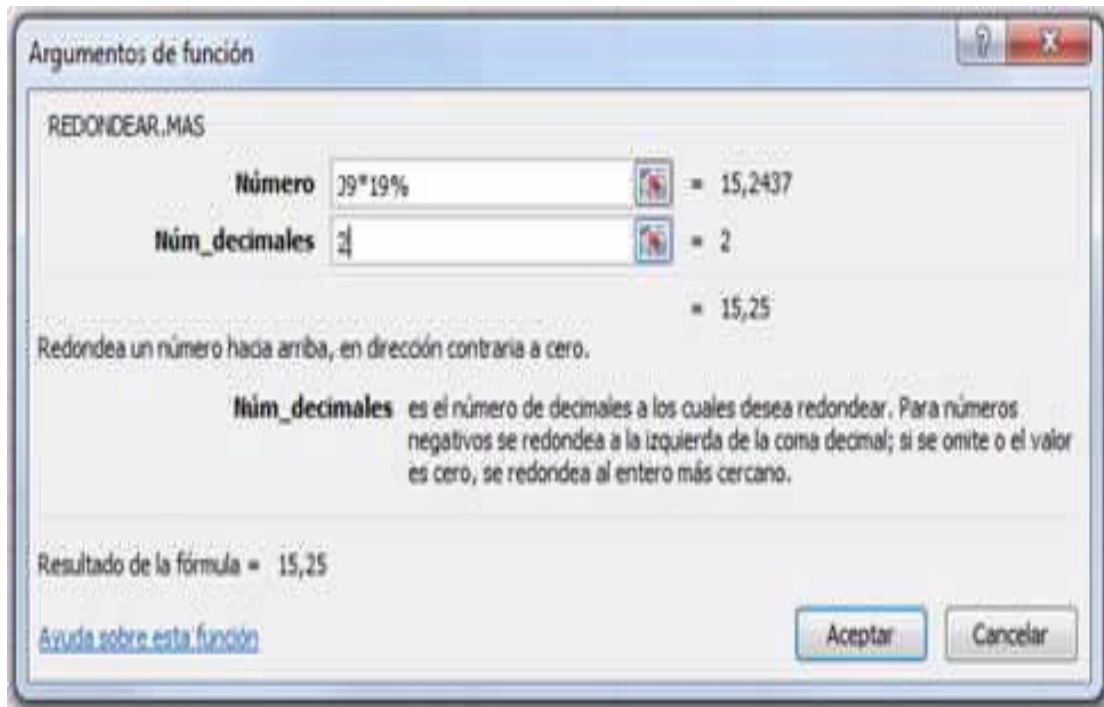 Argumentos de función
REDONDEAR.MAS
Número J9*19% = 15,2437
Núm_decimales 2 = 2
= 15,25
Redondea un número hacia arriba, en dirección contraria a cero.
Núm_decimales es el número de decimales a los cuales desea redondear. Para números
negativos se redondea a la izquierda de la coma decimal; si se omite o el valor
es cero, se redondea al entero más cercano.
Resultado de la fórmula = 15,25
Ayuda sobre esta función
Aceptar Cancelar